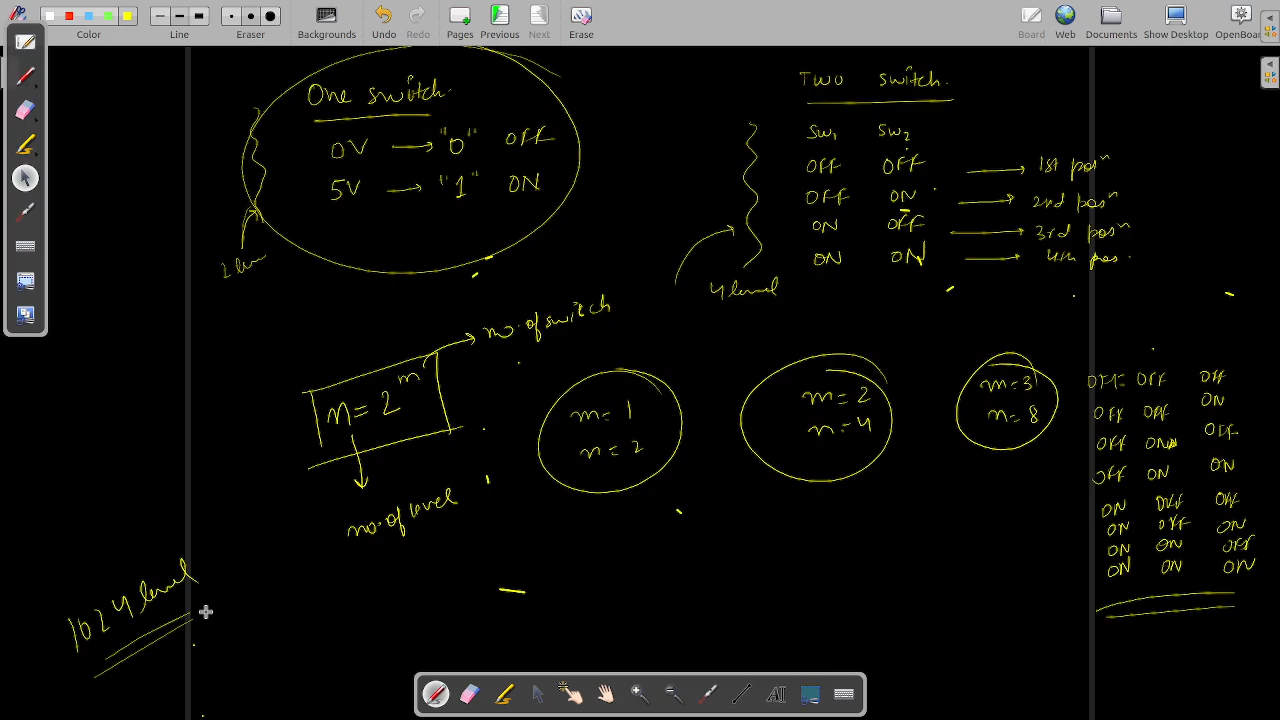 Color Line Eraser Backgrounds Undo Redo Pages Previous Next Erase Board Web Documents Show Desktop OpenBoard
One switch.
0V → "0" OFF
5V → "1" ON
TWO switch.
SW1 SW2
OFF OFF → 1st posn
OFF ON → 2nd posn
ON OFF → 3rd posn
ON ON → 4th pos.
4 level
n = 2^m
no. of switch
no. of level
m = 1
n = 2
m = 2
n = 4
m = 3
n = 8
OFF OFF OFF
OFF OFF ON
OFF ON OFF
OFF ON ON
ON OFF OFF
ON OFF ON
ON ON OFF
ON ON ON
1024 level
AI